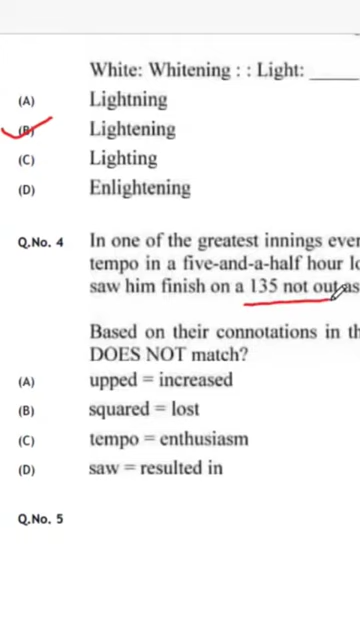 White: Whitening : : Light:
(A) Lightning
(B) Lightening
(C) Lighting
(D) Enlightening
Q.No. 4 In one of the greatest innings ever
tempo in a five-and-a-half hour
saw him finish on a 135 not out as
Based on their connotations in
DOES NOT match?
(A) upped = increased
(B) squared = lost
(C) tempo = enthusiasm
(D) saw = resulted in
Q.No. 5